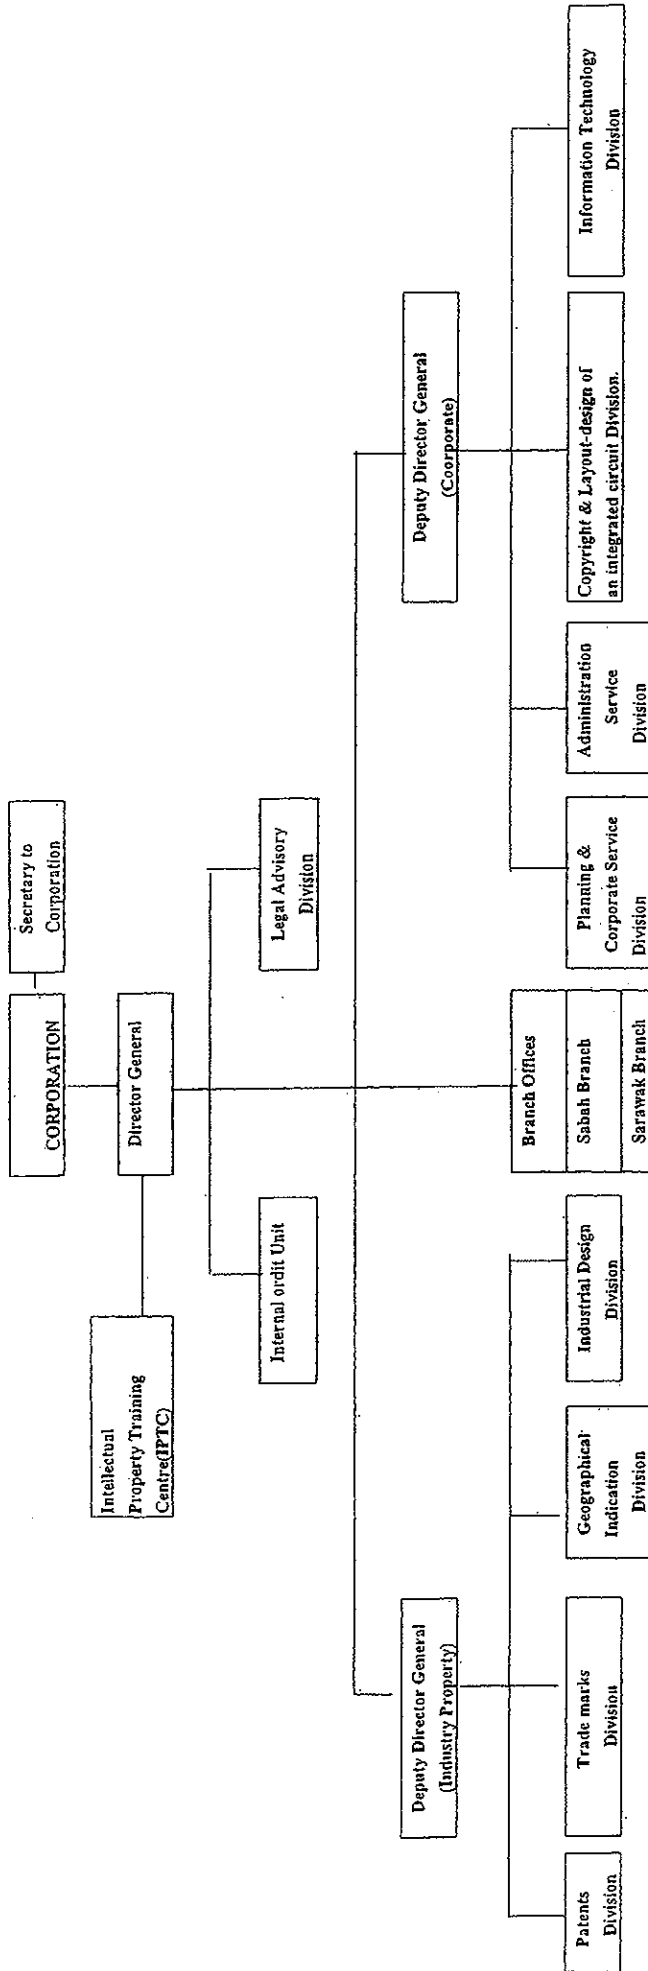 CORPORATION
Secretary to
Corporation
Director General
Intellectual
Property Training
Centre(IPTC)
Internal ordit Unit
Legal Advisory
Division
Deputy Director General
(Industry Property)
Deputy Director General
(Coorporate)
Patents
Division
Trade marks
Division
Geographical
Indication
Division
Industrial Design
Division
Branch Offices
Sabah Branch
Sarawak Branch
Planning &
Corporate Service
Division
Administration
Service
Division
Copyright & Layout-design of
an integrated circuit Division.
Information Technology
Division